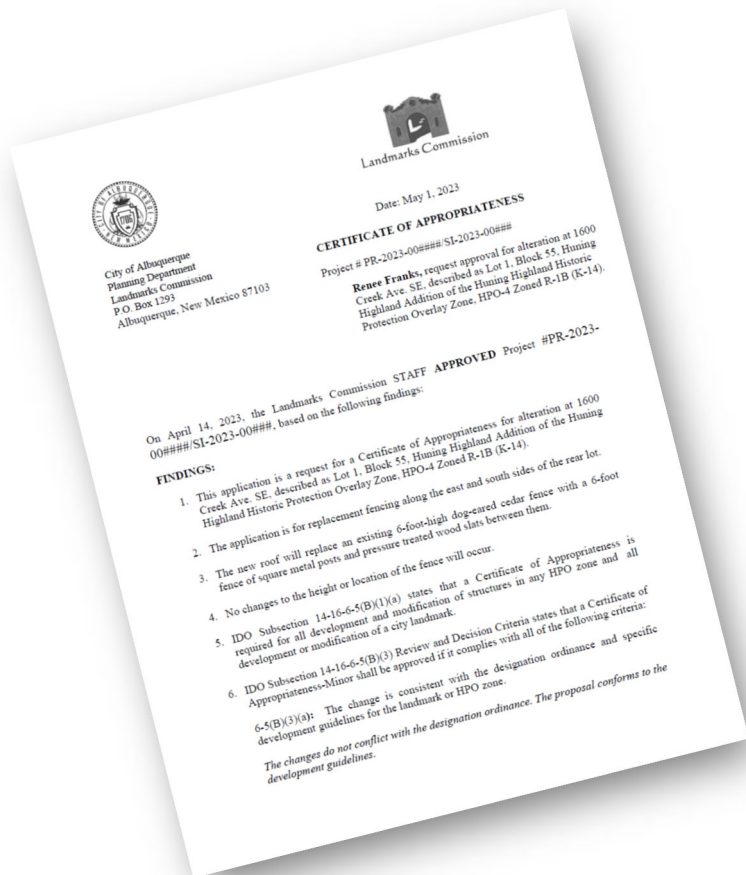 Landmarks Commission
Date: May 1, 2023
CERTIFICATE OF APPROPRIATENESS
City of Albuquerque
Planning Department
Landmarks Commission
P.O. Box 1293
Albuquerque, New Mexico 87103
Project # PR-2023-00####/SI-2023-00###
Renee Franks, request approval for alteration at 1600
Creek Ave. SE, described as Lot 1, Block 55, Huning
Highland Addition of the Huning Highland Historic
Protection Overlay Zone, HPO-4 Zoned R-1B (K-14).
On April 14, 2023, the Landmarks Commission STAFF APPROVED Project #PR-2023-
00####/SI-2023-00###, based on the following findings:
FINDINGS:
1. This application is a request for a Certificate of Appropriateness for alteration at 1600
Creek Ave. SE, described as Lot 1, Block 55, Huning Highland Addition of the Huning
Highland Historic Protection Overlay Zone, HPO-4 Zoned R-1B (K-14).
2. The application is for replacement fencing along the east and south sides of the rear lot.
3. The new roof will replace an existing 6-foot-high dog-eared cedar fence with a 6-foot
fence of square metal posts and pressure treated wood slats between them.
4. No changes to the height or location of the fence will occur.
5. IDO Subsection 14-16-6-5(B)(1)(a) states that a Certificate of Appropriateness is
required for all development and modification of structures in any HPO zone and all
development or modification of a city landmark.
6. IDO Subsection 14-16-6-5(B)(3) Review and Decision Criteria states that a Certificate of
Appropriateness-Minor shall be approved if it complies with all of the following criteria:
6-5(B)(3)(a): The change is consistent with the designation ordinance and specific
development guidelines for the landmark or HPO zone.
The changes do not conflict with the designation ordinance. The proposal conforms to the
development guidelines.